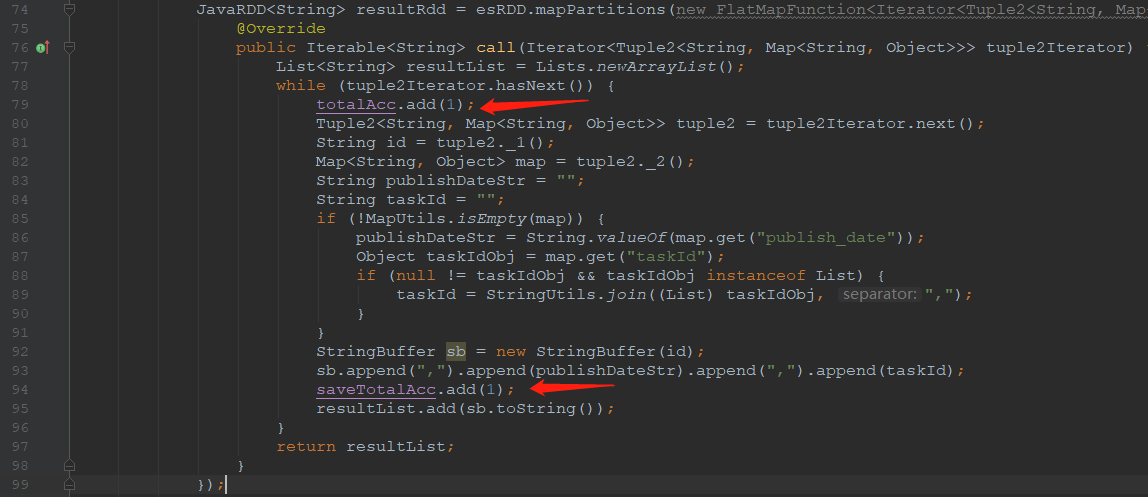 74 JavaRDD<String> resultRdd = esRDD.mapPartitions(new FlatMapFunction<Iterator<Tuple2<String, Map
75 @Override
76 public Iterable<String> call(Iterator<Tuple2<String, Map<String, Object>>> tuple2Iterator)
77 List<String> resultList = Lists.newArrayList();
78 while (tuple2Iterator.hasNext()) {
79 totalAcc.add(1);
80 Tuple2<String, Map<String, Object>> tuple2 = tuple2Iterator.next();
81 String id = tuple2._1();
82 Map<String, Object> map = tuple2._2();
83 String publishDateStr = "";
84 String taskId = "";
85 if (!MapUtils.isEmpty(map)) {
86 publishDateStr = String.valueOf(map.get("publish_date"));
87 Object taskIdObj = map.get("taskId");
88 if (null != taskIdObj && taskIdObj instanceof List) {
89 taskId = StringUtils.join((List) taskIdObj, separator: ",");
90 }
91 }
92 StringBuffer sb = new StringBuffer(id);
93 sb.append(",").append(publishDateStr).append(",").append(taskId);
94 saveTotalAcc.add(1);
95 resultList.add(sb.toString());
96 }
97 return resultList;
98 }
99 });